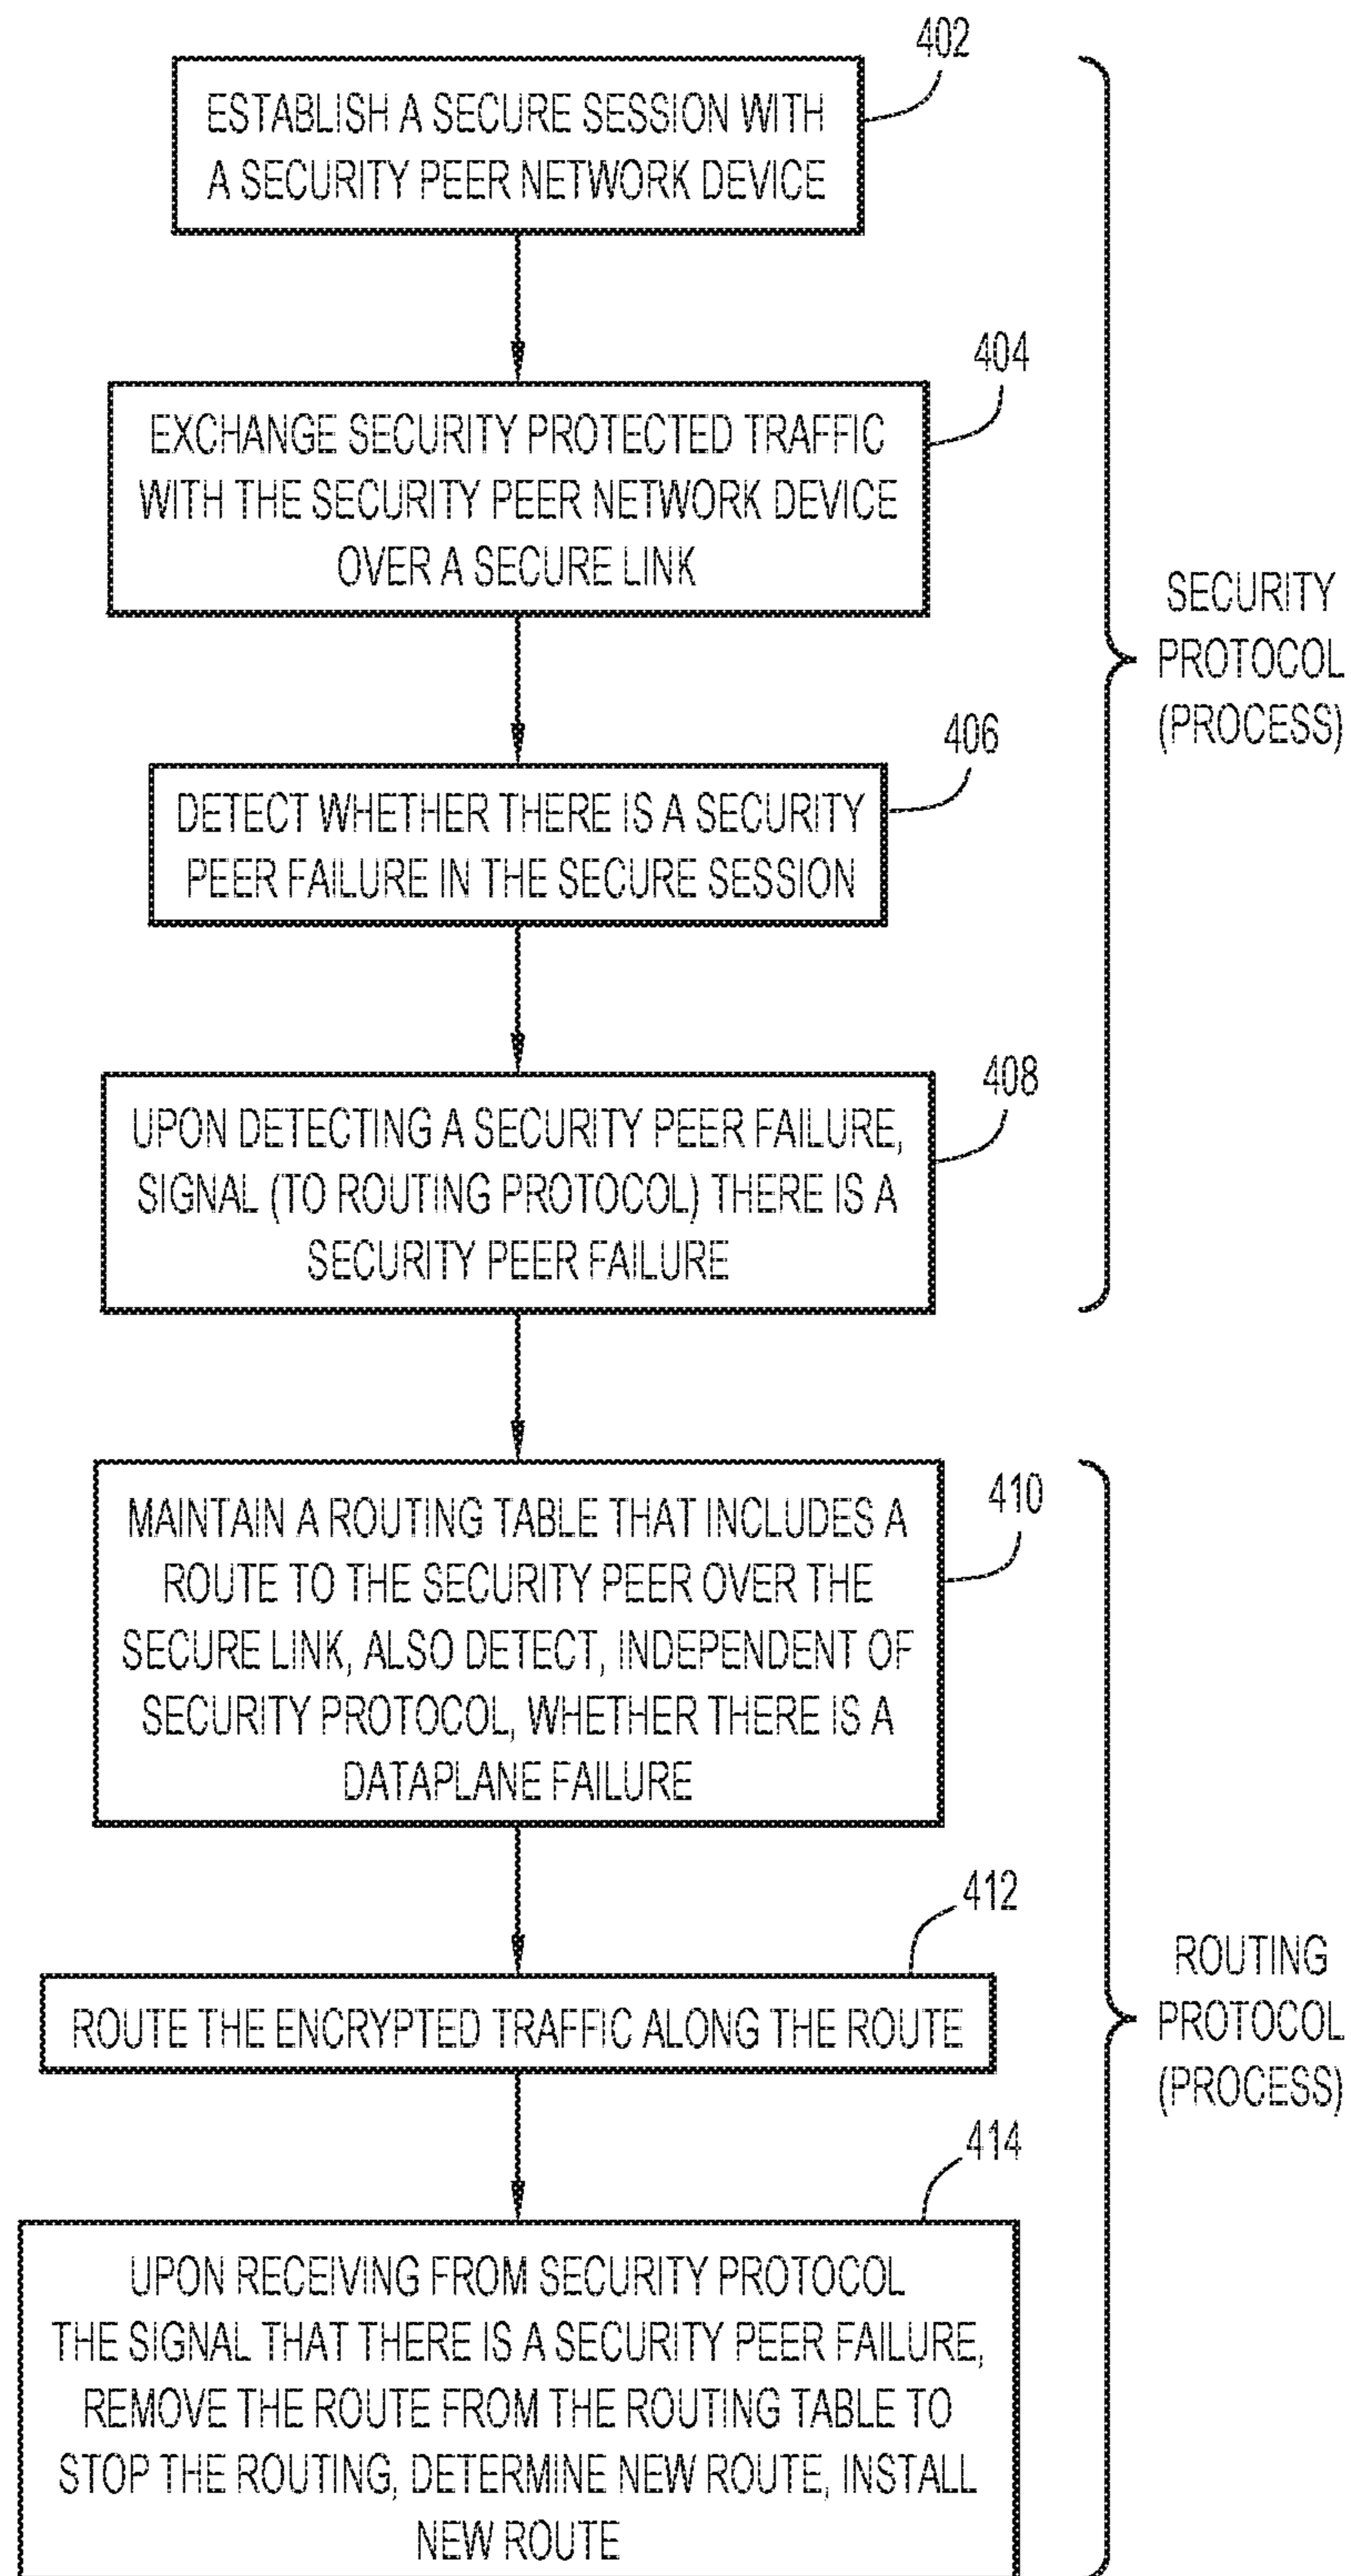 402
ESTABLISH A SECURE SESSION WITH
A SECURITY PEER NETWORK DEVICE
404
EXCHANGE SECURITY PROTECTED TRAFFIC
WITH THE SECURITY PEER NETWORK DEVICE
OVER A SECURE LINK
SECURITY
PROTOCOL
(PROCESS)
406
DETECT WHETHER THERE IS A SECURITY
PEER FAILURE IN THE SECURE SESSION
408
UPON DETECTING A SECURITY PEER FAILURE,
SIGNAL (TO ROUTING PROTOCOL) THERE IS A
SECURITY PEER FAILURE
410
MAINTAIN A ROUTING TABLE THAT INCLUDES A
ROUTE TO THE SECURITY PEER OVER THE
SECURE LINK, ALSO DETECT, INDEPENDENT OF
SECURITY PROTOCOL, WHETHER THERE IS A
DATAPLANE FAILURE
412
ROUTE THE ENCRYPTED TRAFFIC ALONG THE ROUTE
ROUTING
PROTOCOL
(PROCESS)
414
UPON RECEIVING FROM SECURITY PROTOCOL
THE SIGNAL THAT THERE IS A SECURITY PEER FAILURE,
REMOVE THE ROUTE FROM THE ROUTING TABLE TO
STOP THE ROUTING, DETERMINE NEW ROUTE, INSTALL
NEW ROUTE